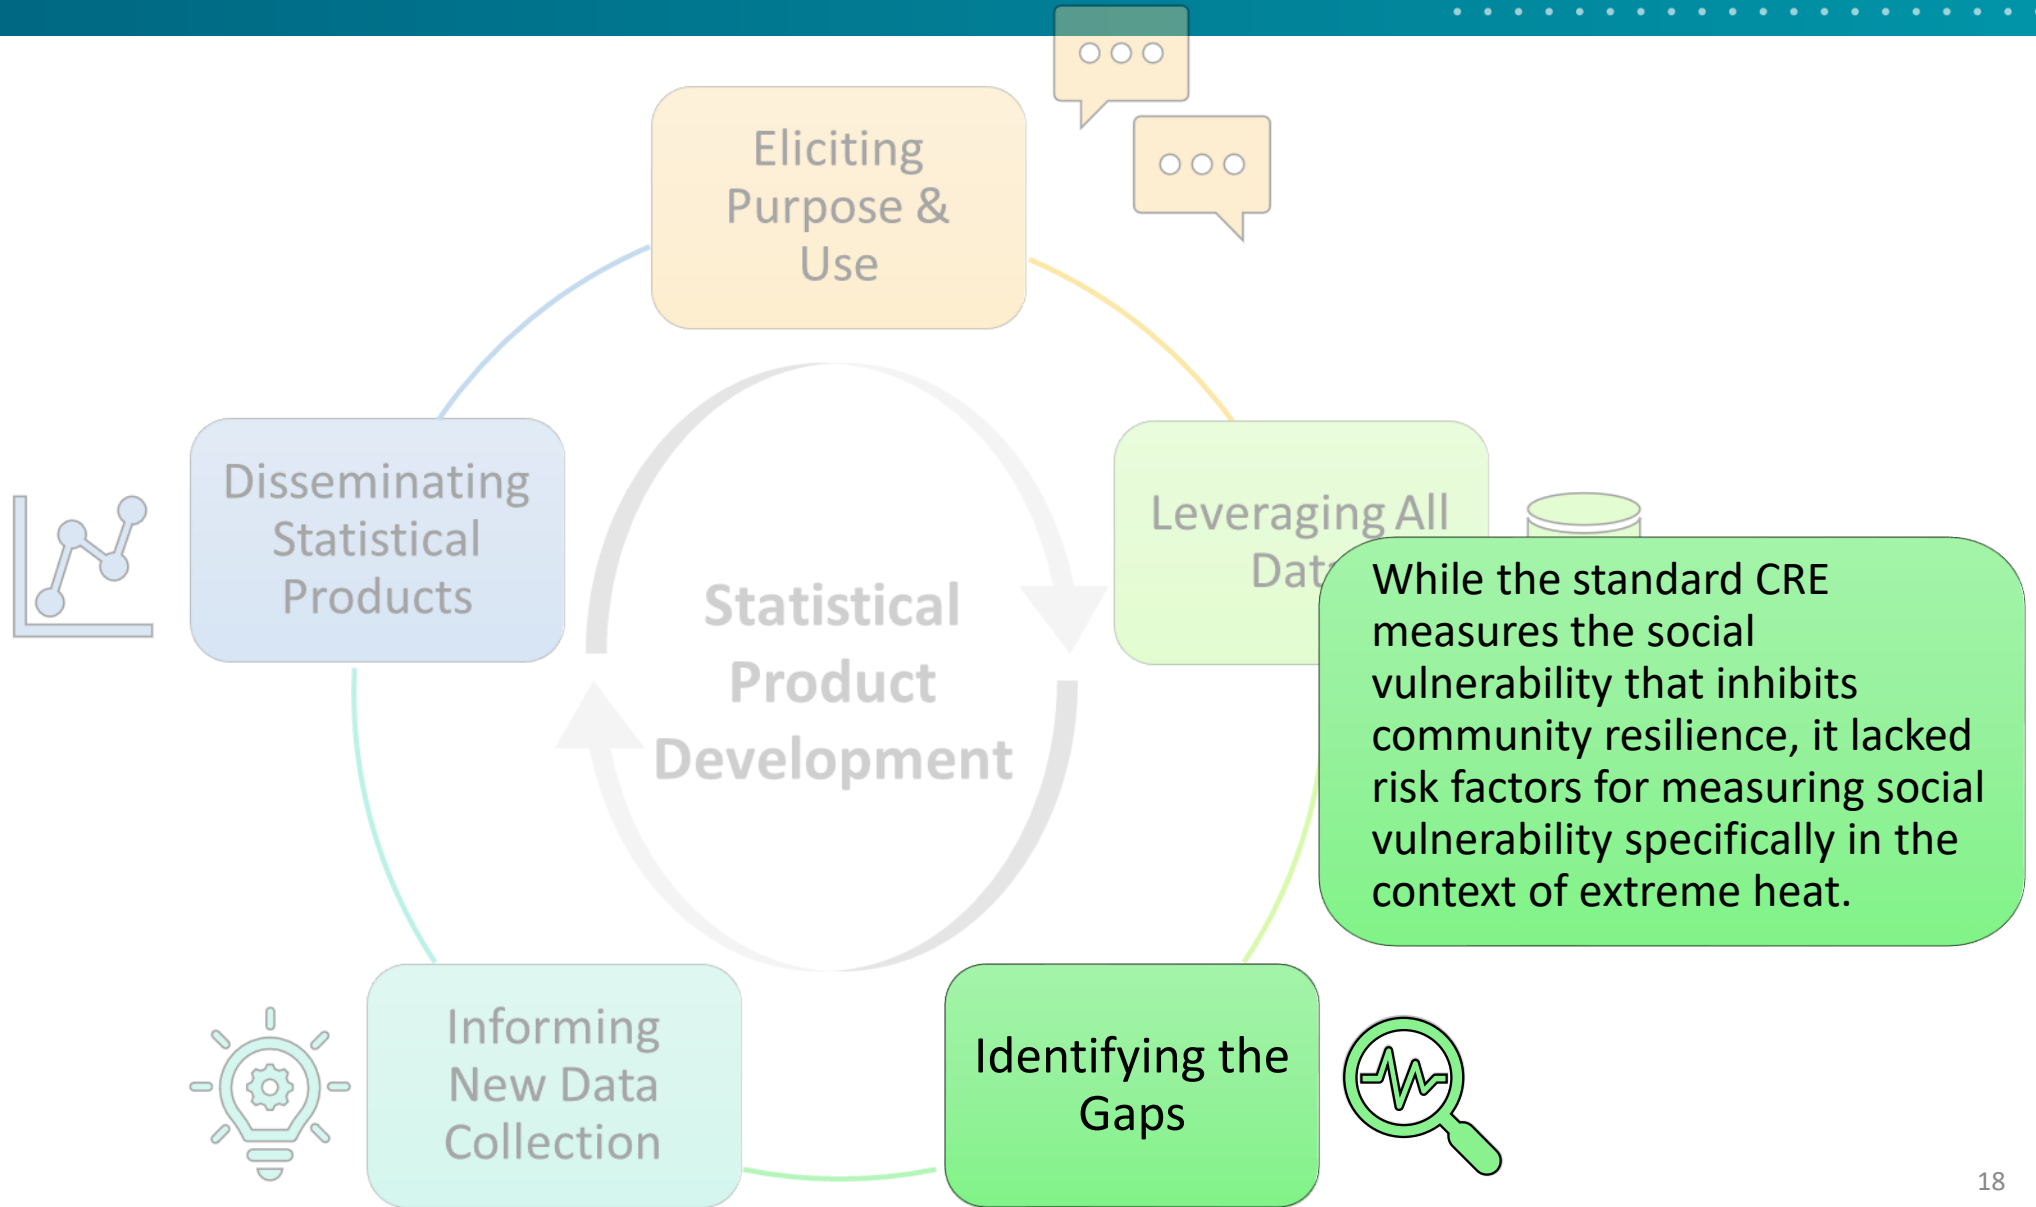 Eliciting
Purpose &
Use
Leveraging All
Dat
While the standard CRE
measures the social
vulnerability that inhibits
community resilience, it lacked
risk factors for measuring social
vulnerability specifically in the
context of extreme heat.
Identifying the
Gaps
Informing
New Data
Collection
Disseminating
Statistical
Products
Statistical
Product
Development
18